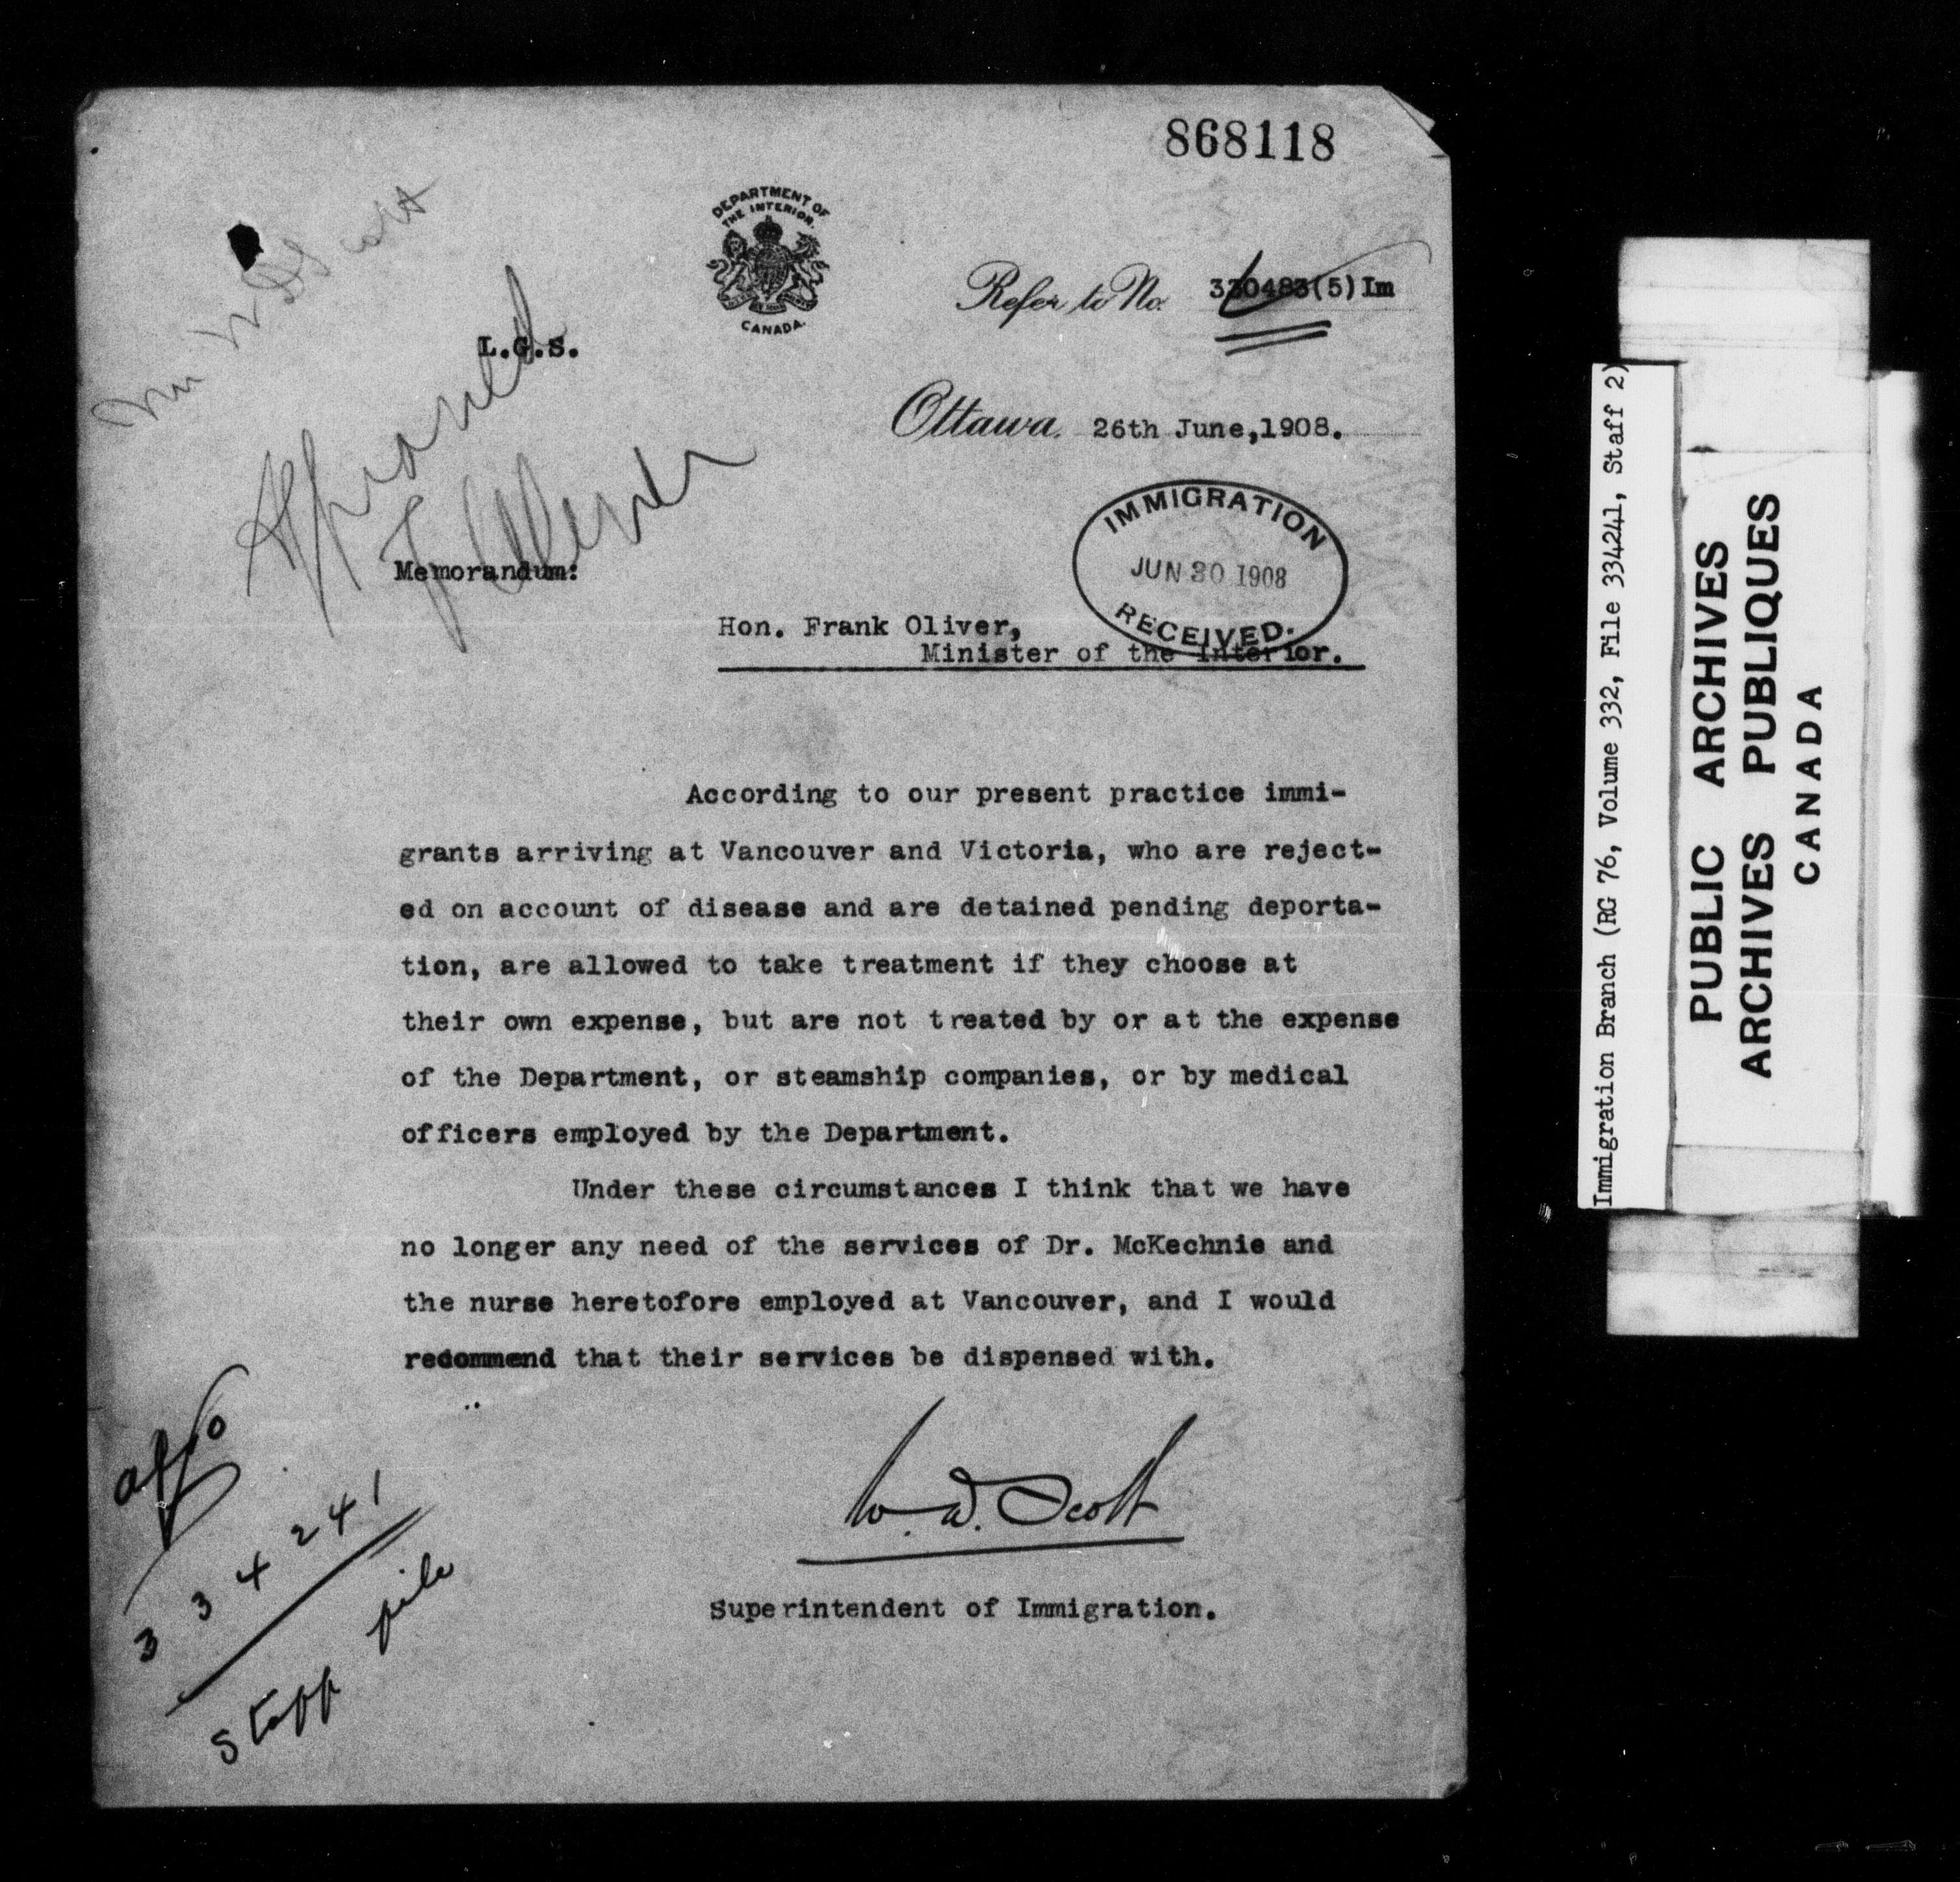 868118
DEPARTMENT OF
THE INTERIOR.
CANADA.
Mr W D Scott
Refer to No. 330483(5)Im
L.G.S.
Approved
F Oliver
Ottawa, 26th June,1908.
IMMIGRATION
JUN 30 1908
RECEIVED.
Memorandum:
Hon. Frank Oliver,
Minister of the Interior.
According to our present practice immi-
grants arriving at Vancouver and Victoria, who are reject-
ed on account of disease and are detained pending deporta-
tion, are allowed to take treatment if they choose at
their own expense, but are not treated by or at the expense
of the Department, or steamship companies, or by medical
officers employed by the Department.
Under these circumstances I think that we have
no longer any need of the services of Dr. McKechnie and
the nurse heretofore employed at Vancouver, and I would
recommend that their services be dispensed with.
W. D. Scott
Superintendent of Immigration.
334241
Staff file
Immigration Branch (RG 76, Volume 332, File 334241, Staff 2)
PUBLIC ARCHIVES
ARCHIVES PUBLIQUES
CANADA